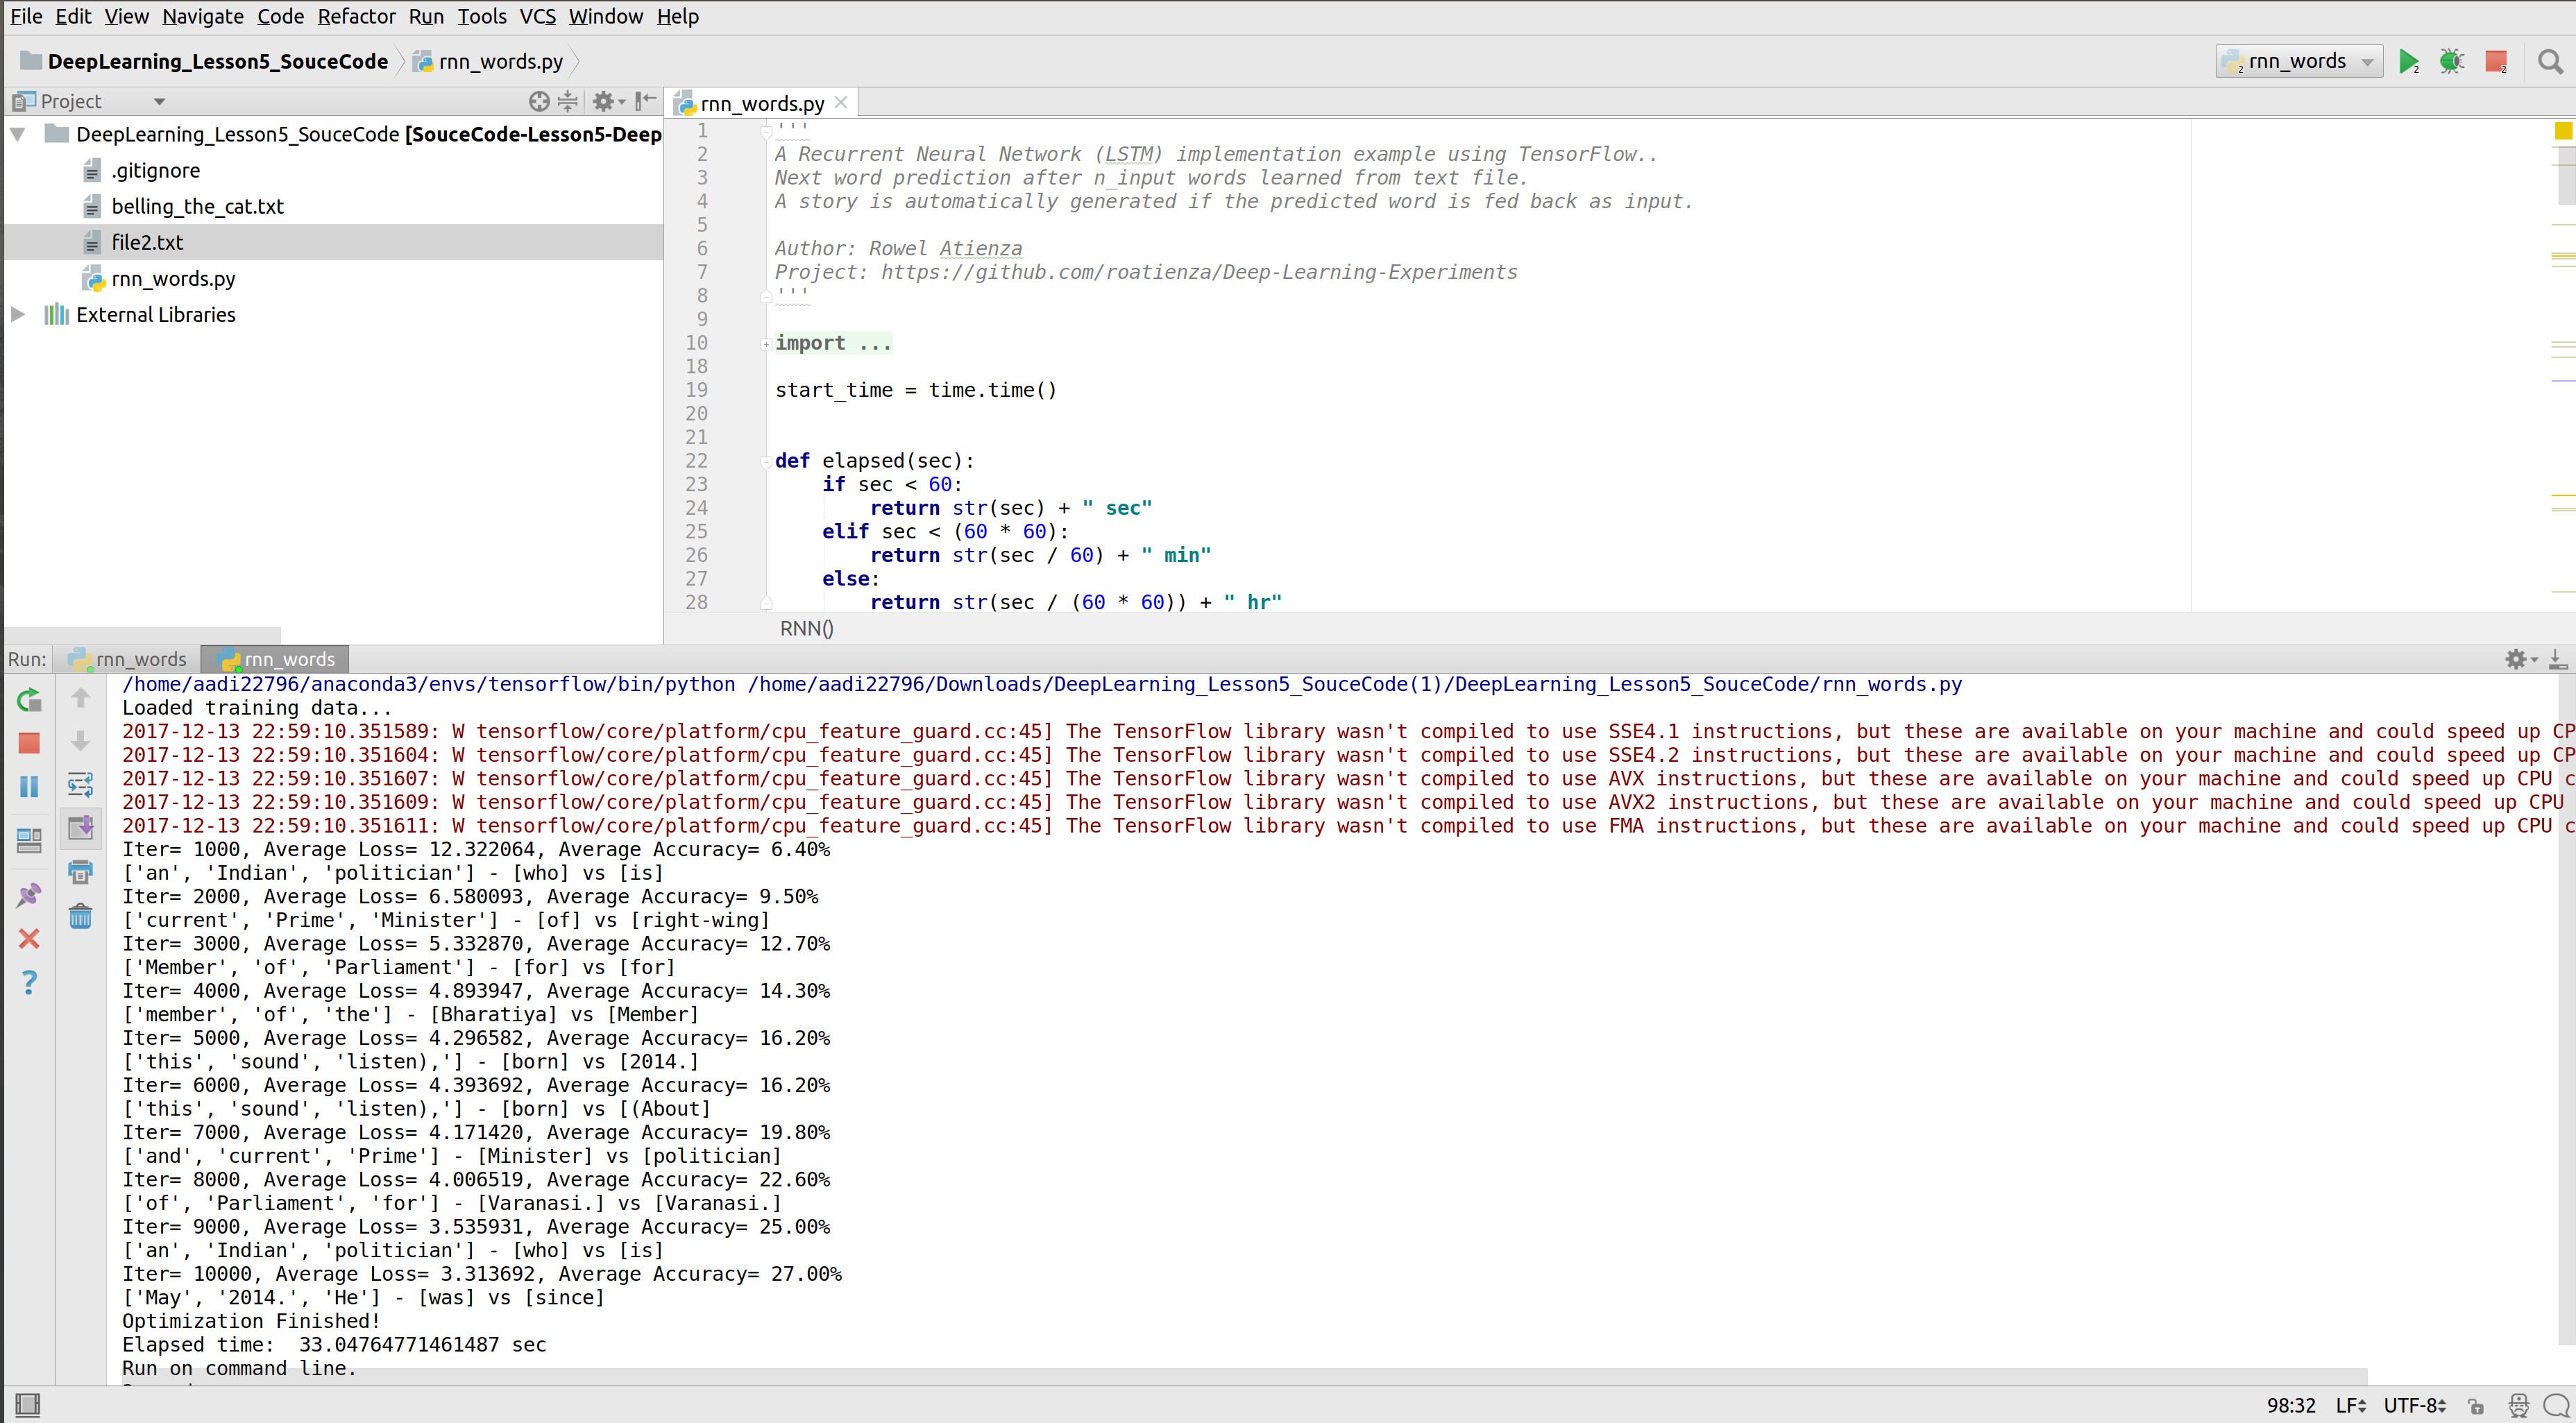 File Edit View Navigate Code Refactor Run Tools VCS Window Help
DeepLearning_Lesson5_SouceCode rnn_words.py
rnn_words
Project
rnn_words.py
DeepLearning_Lesson5_SouceCode [SouceCode-Lesson5-Deep
.gitignore
belling_the_cat.txt
file2.txt
rnn_words.py
External Libraries
1 '''
2 A Recurrent Neural Network (LSTM) implementation example using TensorFlow..
3 Next word prediction after n_input words learned from text file.
4 A story is automatically generated if the predicted word is fed back as input.
5
6 Author: Rowel Atienza
7 Project: https://github.com/roatienza/Deep-Learning-Experiments
8 '''
9
10 import ...
18
19 start_time = time.time()
20
21
22 def elapsed(sec):
23 if sec < 60:
24 return str(sec) + " sec"
25 elif sec < (60 * 60):
26 return str(sec / 60) + " min"
27 else:
28 return str(sec / (60 * 60)) + " hr"
RNN()
Run: rnn_words rnn_words
/home/aadi22796/anaconda3/envs/tensorflow/bin/python /home/aadi22796/Downloads/DeepLearning_Lesson5_SouceCode(1)/DeepLearning_Lesson5_SouceCode/rnn_words.py
Loaded training data...
2017-12-13 22:59:10.351589: W tensorflow/core/platform/cpu_feature_guard.cc:45] The TensorFlow library wasn't compiled to use SSE4.1 instructions, but these are available on your machine and could speed up CP
2017-12-13 22:59:10.351604: W tensorflow/core/platform/cpu_feature_guard.cc:45] The TensorFlow library wasn't compiled to use SSE4.2 instructions, but these are available on your machine and could speed up CP
2017-12-13 22:59:10.351607: W tensorflow/core/platform/cpu_feature_guard.cc:45] The TensorFlow library wasn't compiled to use AVX instructions, but these are available on your machine and could speed up CPU c
2017-12-13 22:59:10.351609: W tensorflow/core/platform/cpu_feature_guard.cc:45] The TensorFlow library wasn't compiled to use AVX2 instructions, but these are available on your machine and could speed up CPU
2017-12-13 22:59:10.351611: W tensorflow/core/platform/cpu_feature_guard.cc:45] The TensorFlow library wasn't compiled to use FMA instructions, but these are available on your machine and could speed up CPU c
Iter= 1000, Average Loss= 12.322064, Average Accuracy= 6.40%
['an', 'Indian', 'politician'] - [who] vs [is]
Iter= 2000, Average Loss= 6.580093, Average Accuracy= 9.50%
['current', 'Prime', 'Minister'] - [of] vs [right-wing]
Iter= 3000, Average Loss= 5.332870, Average Accuracy= 12.70%
['Member', 'of', 'Parliament'] - [for] vs [for]
Iter= 4000, Average Loss= 4.893947, Average Accuracy= 14.30%
['member', 'of', 'the'] - [Bharatiya] vs [Member]
Iter= 5000, Average Loss= 4.296582, Average Accuracy= 16.20%
['this', 'sound', 'listen),'] - [born] vs [2014.]
Iter= 6000, Average Loss= 4.393692, Average Accuracy= 16.20%
['this', 'sound', 'listen),'] - [born] vs [(About]
Iter= 7000, Average Loss= 4.171420, Average Accuracy= 19.80%
['and', 'current', 'Prime'] - [Minister] vs [politician]
Iter= 8000, Average Loss= 4.006519, Average Accuracy= 22.60%
['of', 'Parliament', 'for'] - [Varanasi.] vs [Varanasi.]
Iter= 9000, Average Loss= 3.535931, Average Accuracy= 25.00%
['an', 'Indian', 'politician'] - [who] vs [is]
Iter= 10000, Average Loss= 3.313692, Average Accuracy= 27.00%
['May', '2014.', 'He'] - [was] vs [since]
Optimization Finished!
Elapsed time:  33.04764771461487 sec
Run on command line.
98:32 LF UTF-8